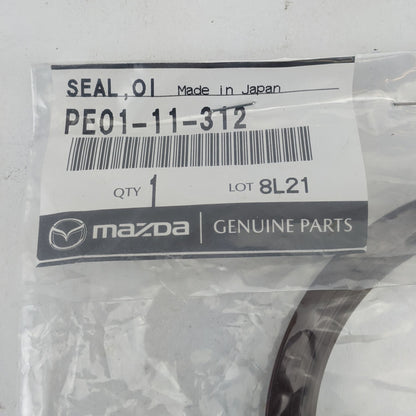 SEAL,OI Made in Japan
PE01-11-312
QTY 1 LOT 8L21
mazda GENUINE PARTS